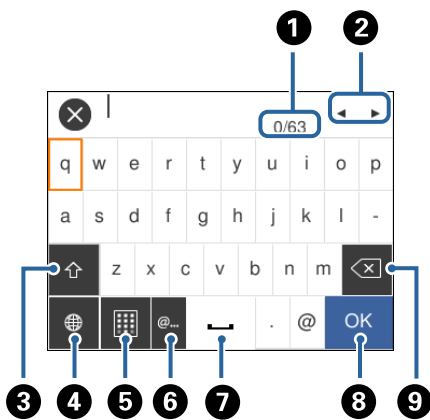 1 2
0/63
q w e r t y u i o p
a s d f g h j k l -
z x c v b n m
@... . @ OK
3 4 5 6 7 8 9